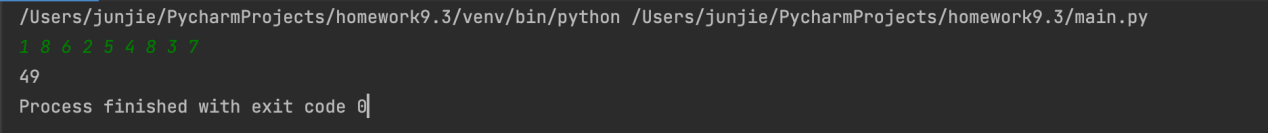 /Users/junjie/PycharmProjects/homework9.3/venv/bin/python /Users/junjie/PycharmProjects/homework9.3/main.py
1 8 6 2 5 4 8 3 7
49
Process finished with exit code 0